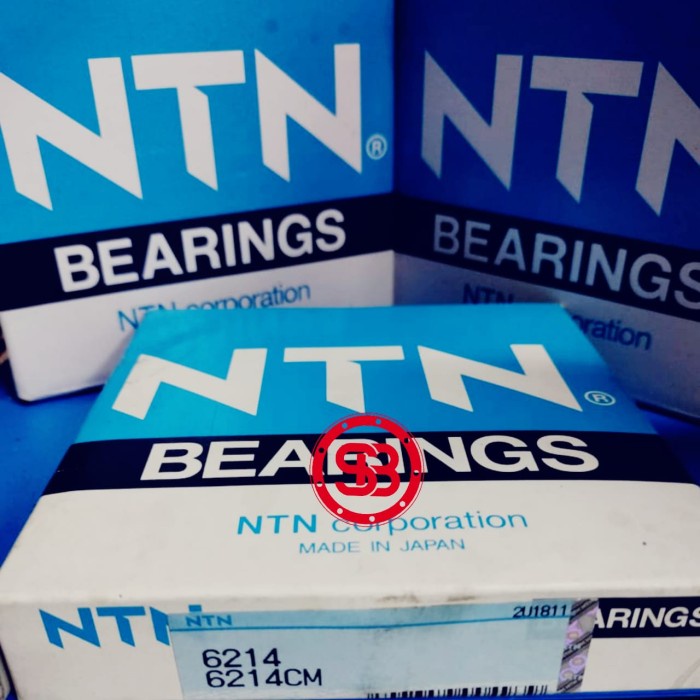 NTN®
BEARINGS
NTN corporation
NTN
BEARINGS
NTN
NTN®
BEARINGS
SB
NTN corporation
MADE IN JAPAN
NTN
NTN
2U1811
BEARINGS
6214
6214CM